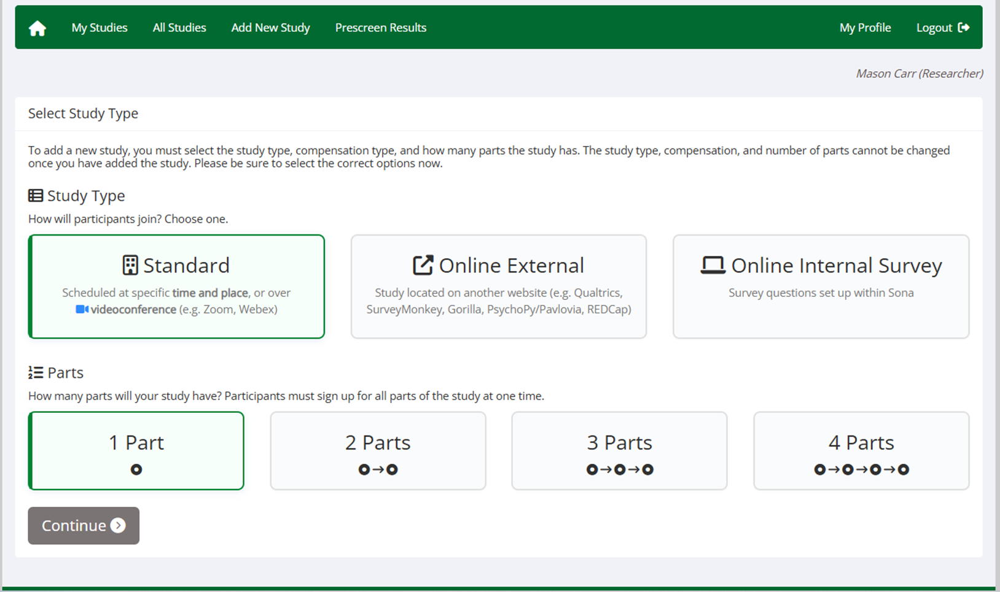 My Studies All Studies Add New Study Prescreen Results My Profile Logout
Mason Carr (Researcher)
Select Study Type
To add a new study, you must select the study type, compensation type, and how many parts the study has. The study type, compensation, and number of parts cannot be changed
once you have added the study. Please be sure to select the correct options now.
Study Type
How will participants join? Choose one.
Standard
Scheduled at specific time and place, or over
videoconference (e.g. Zoom, Webex)
Online External
Study located on another website (e.g. Qualtrics,
SurveyMonkey, Gorilla, PsychoPy/Pavlovia, REDCap)
Online Internal Survey
Survey questions set up within Sona
Parts
How many parts will your study have? Participants must sign up for all parts of the study at one time.
1 Part
2 Parts
3 Parts
4 Parts
Continue